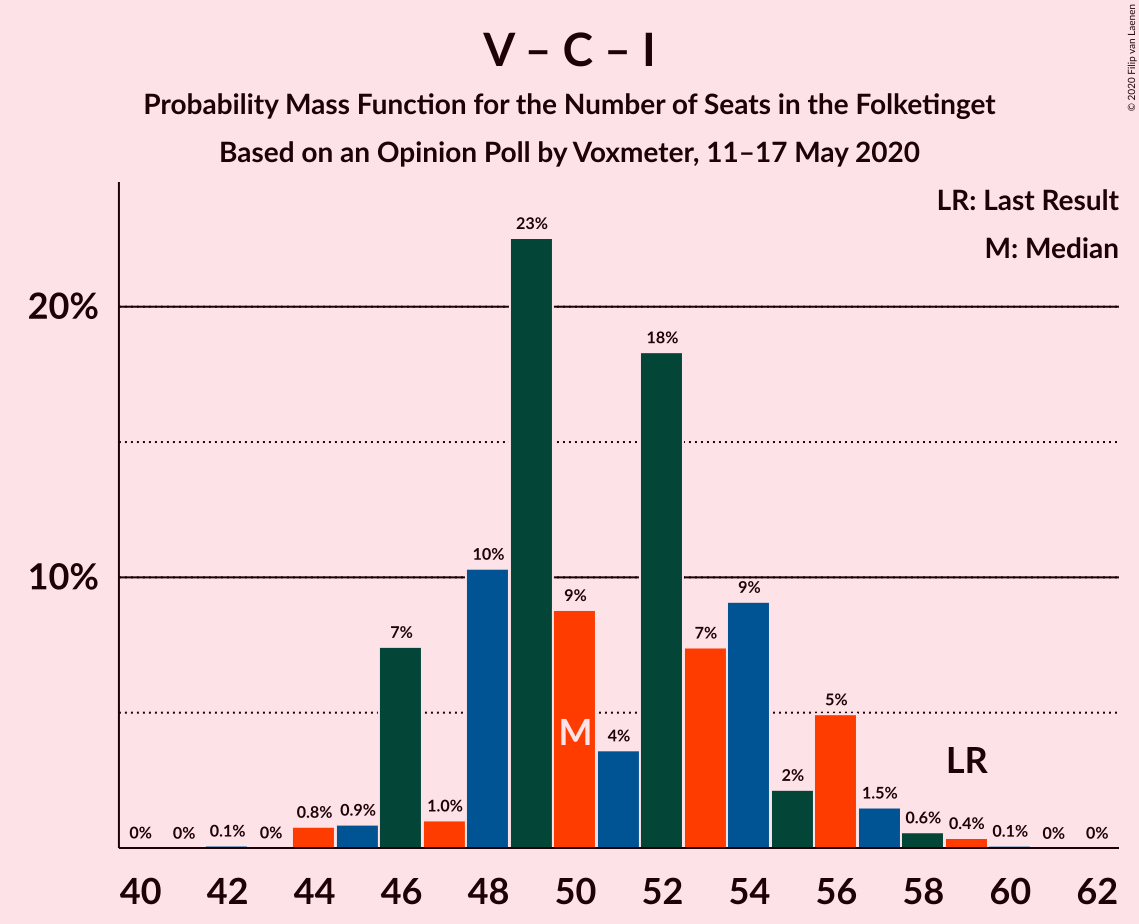 V – C – I
Probability Mass Function for the Number of Seats in the Folketinget
Based on an Opinion Poll by Voxmeter, 11–17 May 2020
© 2020 Filip van Laenen
LR: Last Result
M: Median
20%
10%
0% 0% 0.1% 0% 0.8% 0.9% 7% 1.0% 10% 23% 9% 4% 18% 7% 9% 2% 5% 1.5% 0.6% 0.4% 0.1% 0% 0%
M
LR
40 42 44 46 48 50 52 54 56 58 60 62